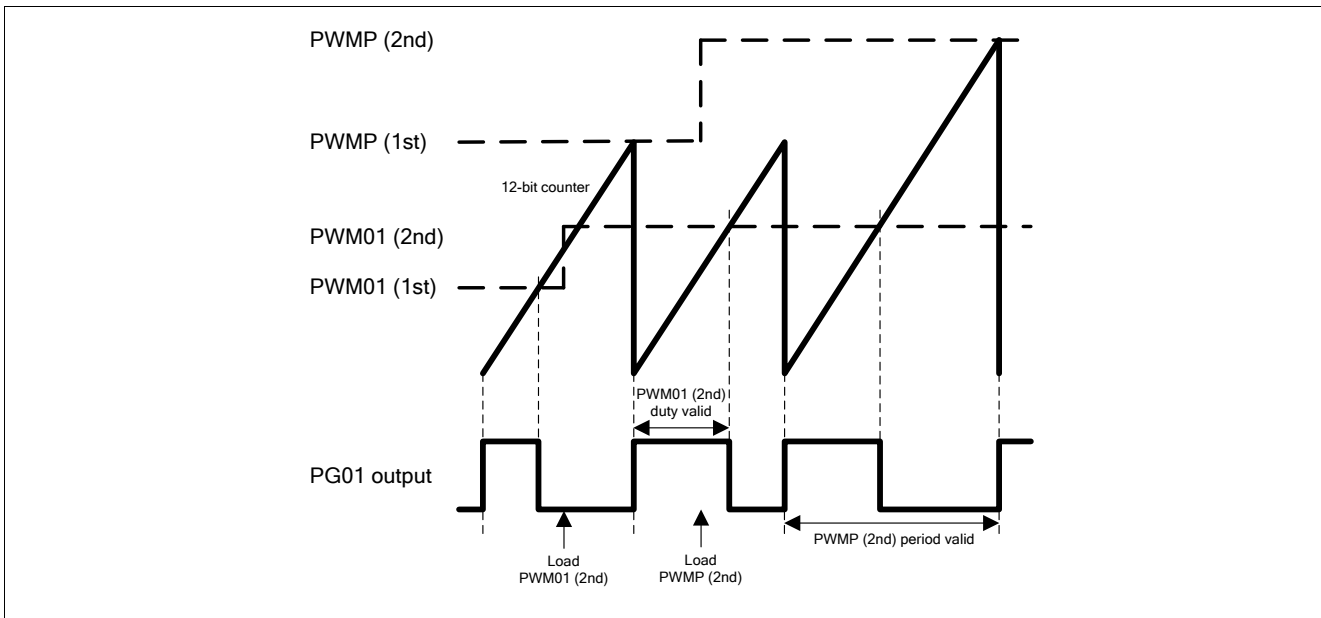 PWMP (2nd)
PWMP (1st)
12-bit counter
PWM01 (2nd)
PWM01 (1st)
PWM01 (2nd)
duty valid
PG01 output
PWMP (2nd) period valid
Load
PWM01 (2nd)
Load
PWMP (2nd)